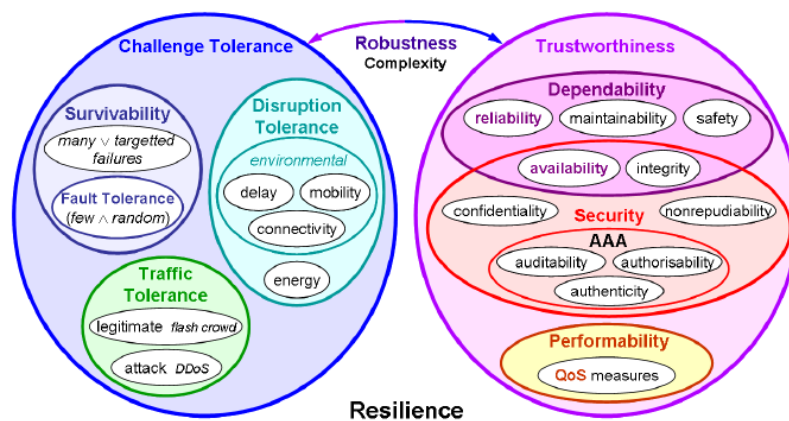 Challenge Tolerance
Robustness
Complexity
Trustworthiness
Survivability
many ∨ targetted
failures
Fault Tolerance
(few ∧ random)
Disruption
Tolerance
environmental
delay
mobility
connectivity
energy
Traffic
Tolerance
legitimate flash crowd
attack DDoS
Dependability
reliability
maintainability
safety
availability
integrity
confidentiality
Security
nonrepudiability
AAA
auditability
authorisability
authenticity
Performability
QoS measures
Resilience